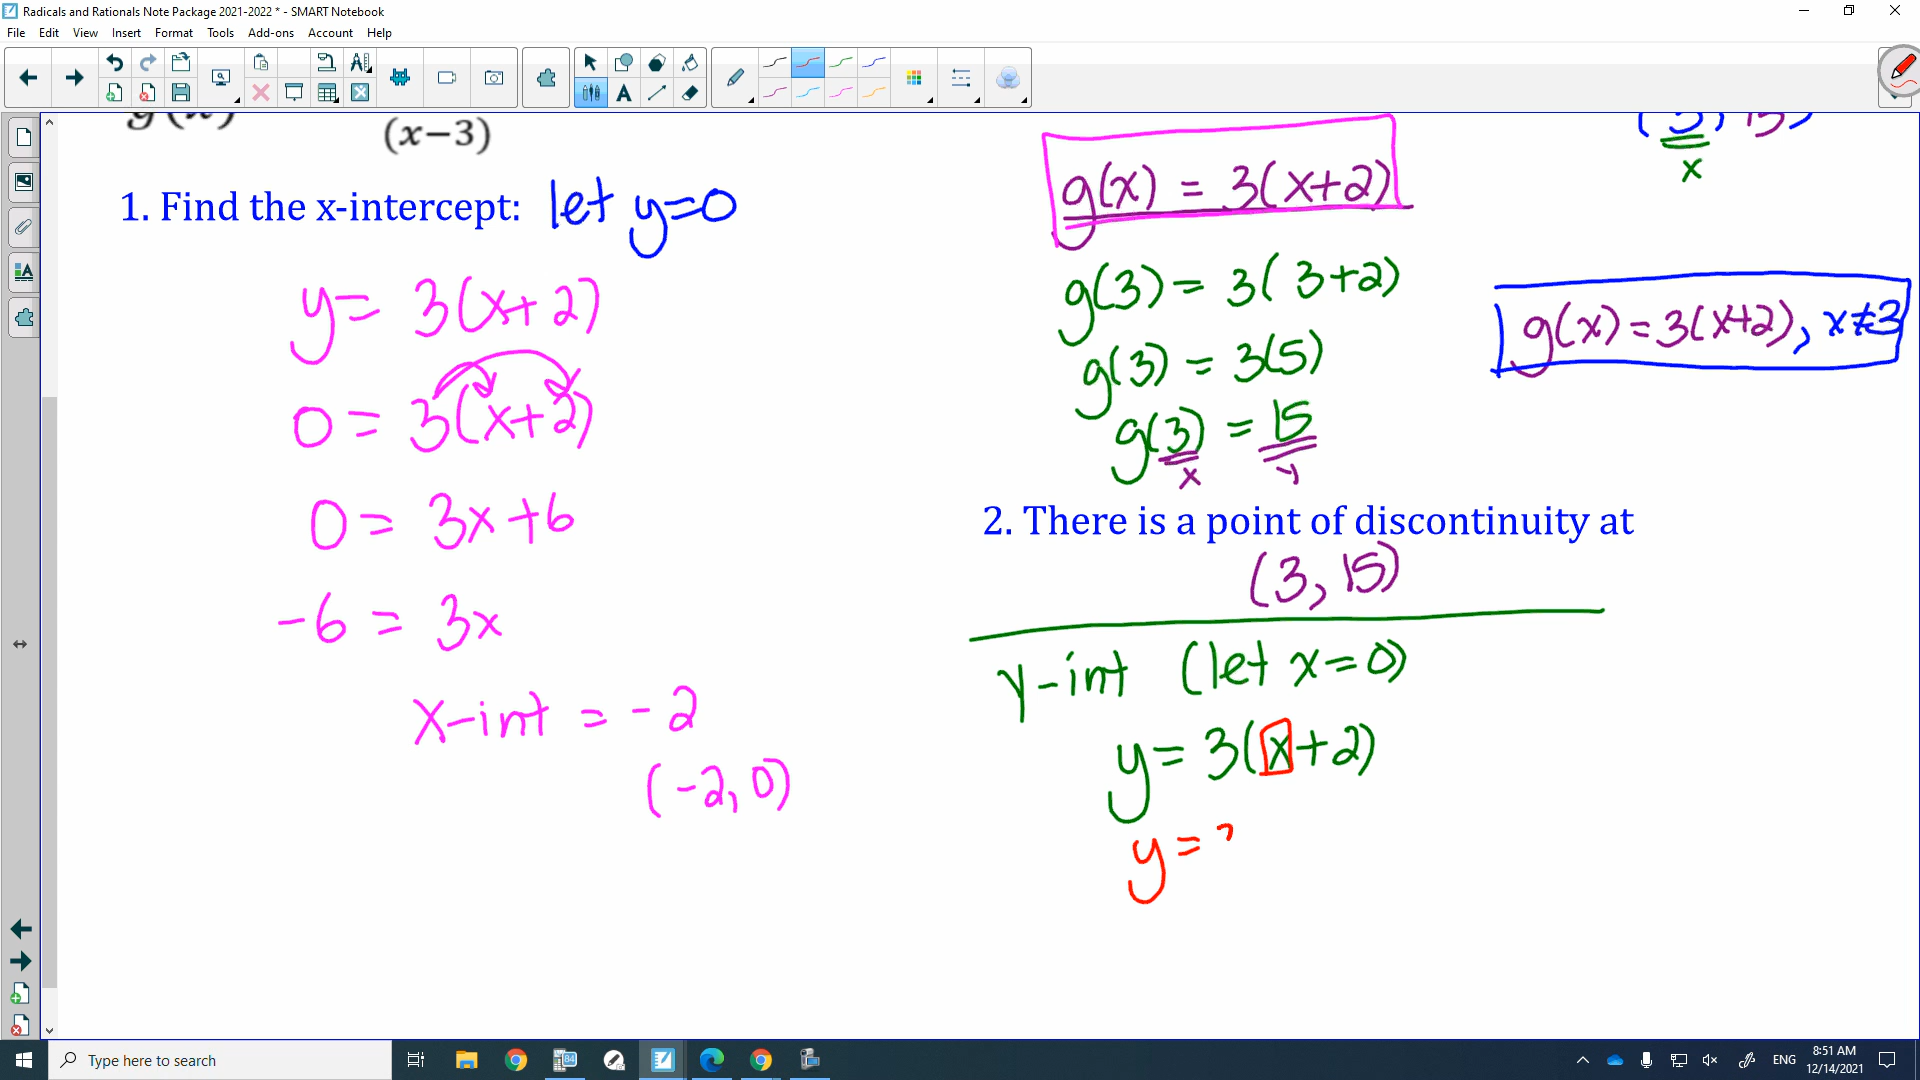 Radicals and Rationals Note Package 2021-2022 * - SMART Notebook
File Edit View Insert Format Tools Add-ons Account Help
g(x)
(x−3)
1. Find the x-intercept: let y=0
y = 3(x+2)
0 = 3(x+2)
0 = 3x+6
-6 = 3x
x-int = -2
(-2, 0)
g(x) = 3(x+2)
g(3) = 3(3+2)
g(3) = 3(5)
g(3) = 15
x y
(3, 15)
x
g(x) = 3(x+2), x≠3
2. There is a point of discontinuity at
(3, 15)
y-int (let x=0)
y = 3(x+2)
y =
Type here to search
84
ENG
8:51 AM
12/14/2021